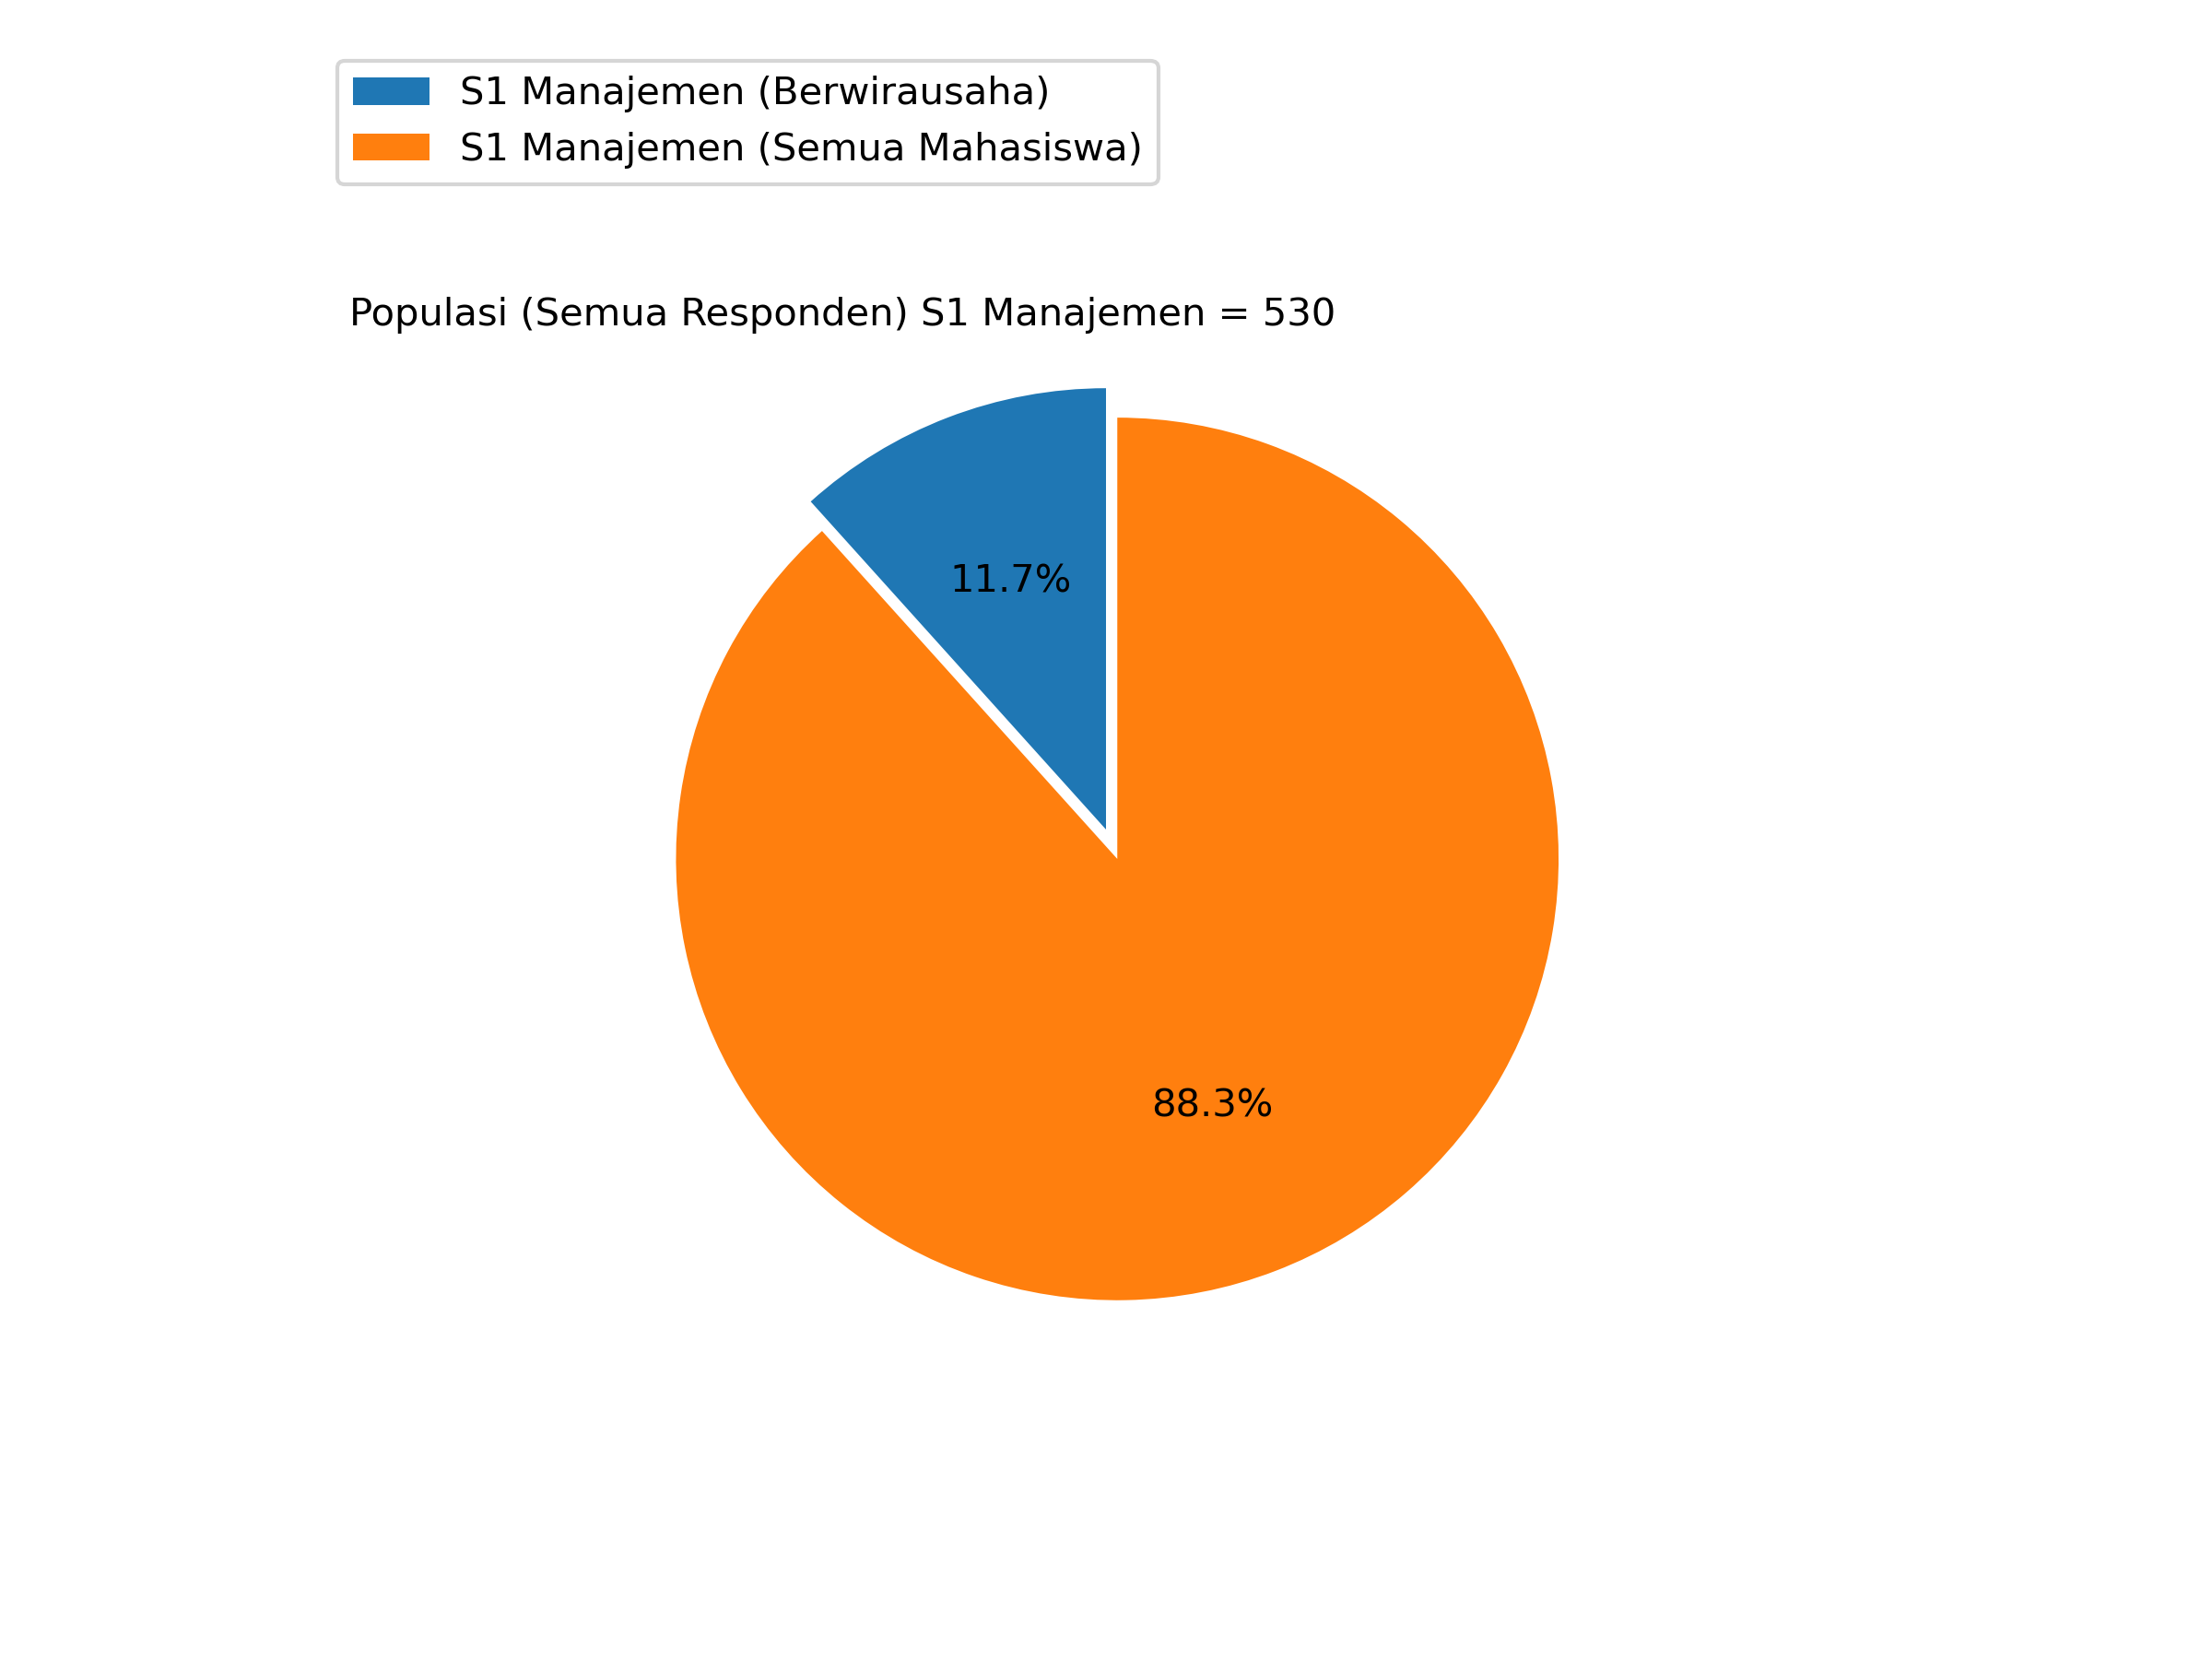 S1 Manajemen (Berwirausaha)
S1 Manajemen (Semua Mahasiswa)
Populasi (Semua Responden) S1 Manajemen = 530
11.7%
88.3%